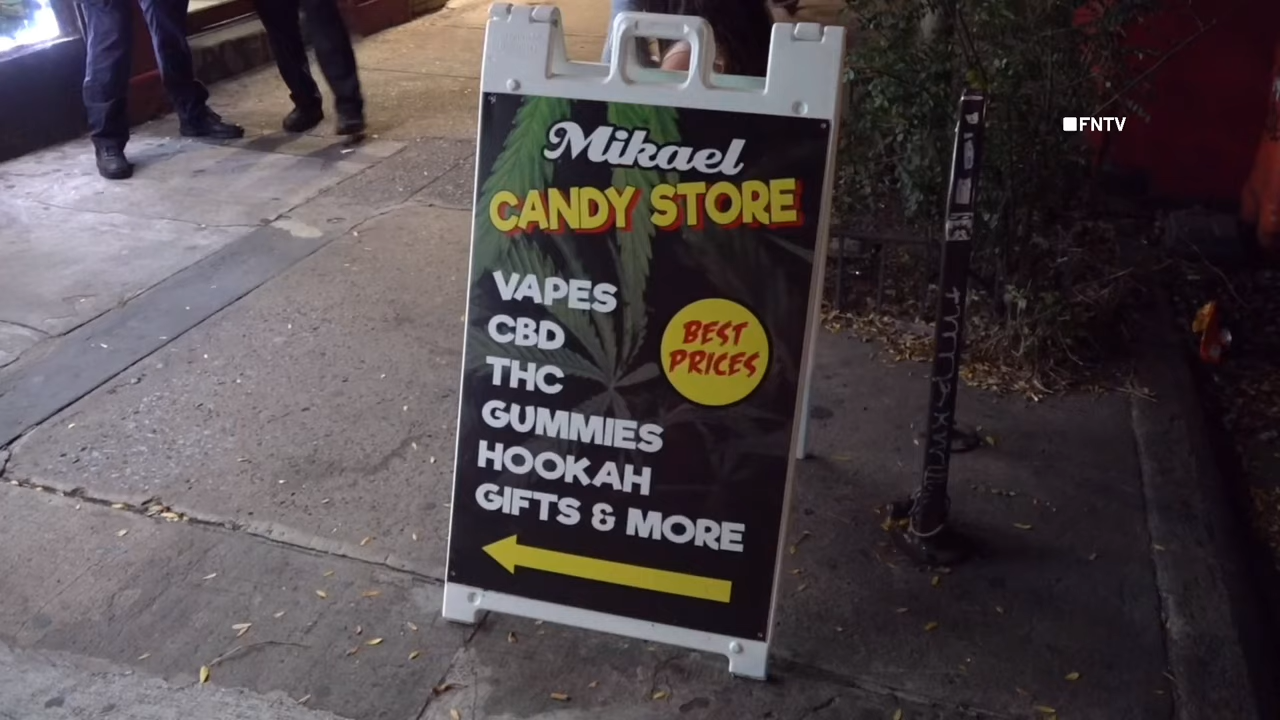 FNTV
Mikael
CANDY STORE
VAPES
CBD
THC
GUMMIES
HOOKAH
GIFTS & MORE
BEST
PRICES